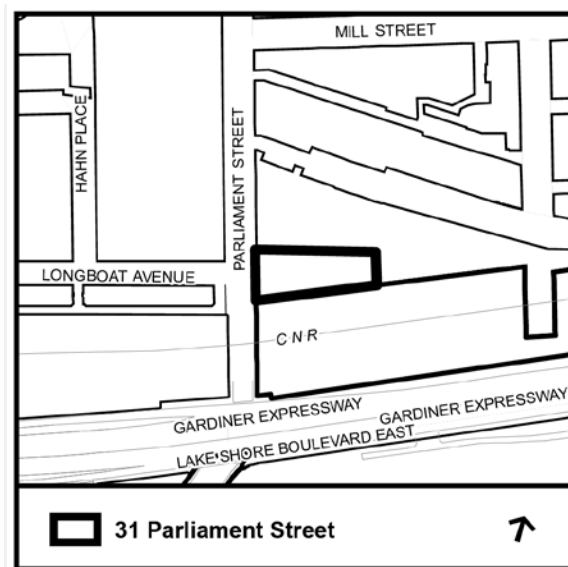 MILL STREET
HAHN PLACE
PARLIAMENT STREET
LONGBOAT AVENUE
C N R
GARDINER EXPRESSWAY
GARDINER EXPRESSWAY
LAKE SHORE BOULEVARD EAST
31 Parliament Street